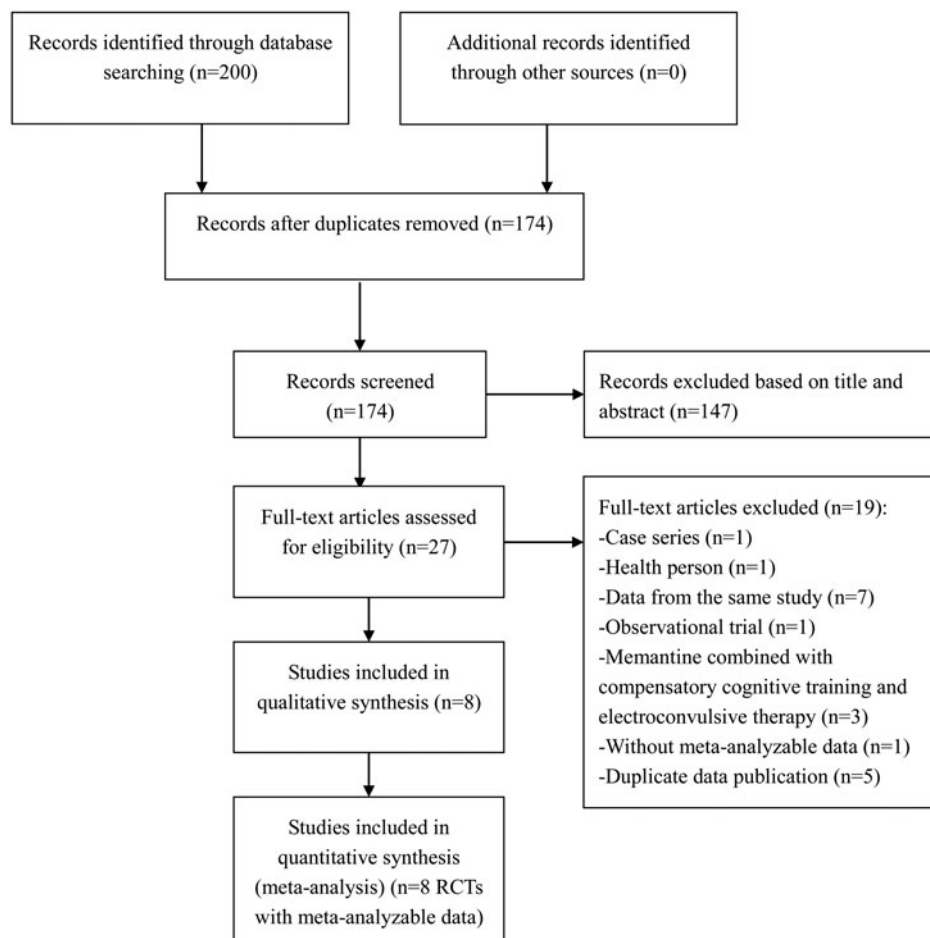 Records identified through database
searching (n=200)
Additional records identified
through other sources (n=0)
Records after duplicates removed (n=174)
Records screened
(n=174)
Records excluded based on title and
abstract (n=147)
Full-text articles assessed
for eligibility (n=27)
Full-text articles excluded (n=19):
-Case series (n=1)
-Health person (n=1)
-Data from the same study (n=7)
-Observational trial (n=1)
-Memantine combined with
compensatory cognitive training and
electroconvulsive therapy (n=3)
-Without meta-analyzable data (n=1)
-Duplicate data publication (n=5)
Studies included in
qualitative synthesis (n=8)
Studies included in
quantitative synthesis
(meta-analysis) (n=8 RCTs
with meta-analyzable data)